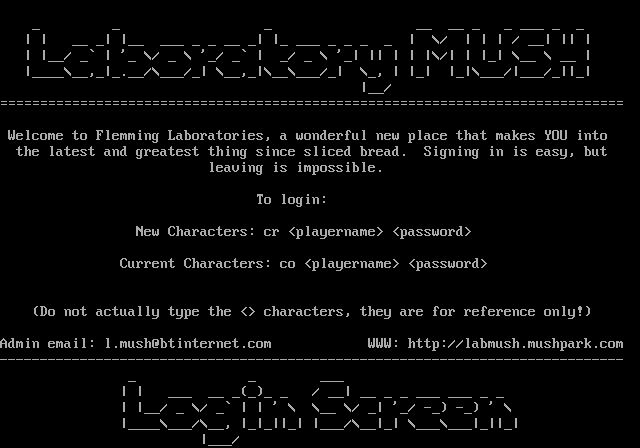 Laboratory MUSH
Welcome to Flemming Laboratories, a wonderful new place that makes YOU into
the latest and greatest thing since sliced bread. Signing in is easy, but
leaving is impossible.
To login:
New Characters: cr <playername> <password>
Current Characters: co <playername> <password>
(Do not actually type the <> characters, they are for reference only!)
Admin email: l.mush@btinternet.com WWW: http://labmush.mushpark.com
Login Screen